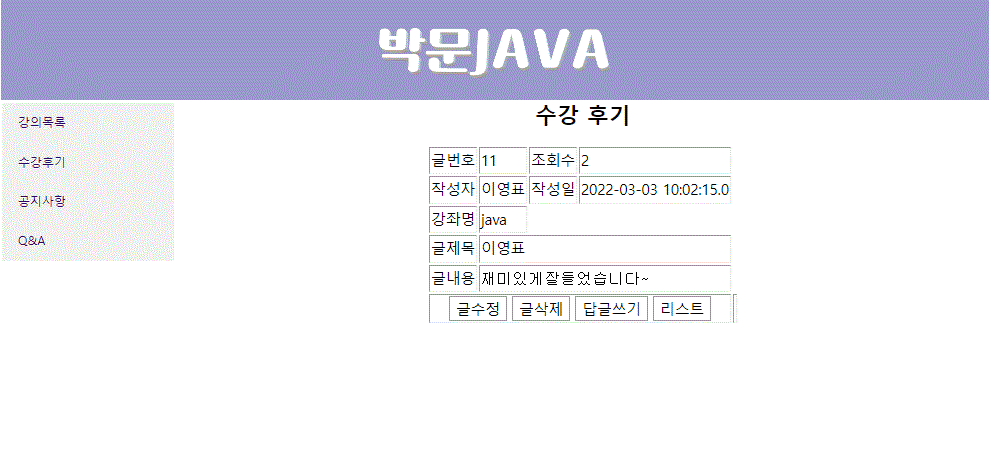 박문JAVA
강의목록
수강후기
공지사항
Q&A
수강 후기
글번호 11 조회수 2
작성자 이영표 작성일 2022-03-03 10:02:15.0
강좌명 java
글제목 이영표
글내용 재미있게잘들었습니다~
글수정 글삭제 답글쓰기 리스트